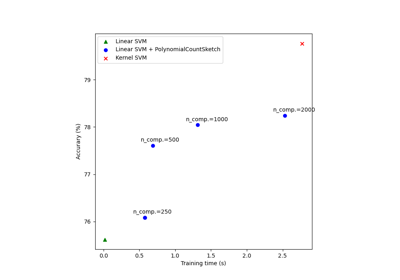 Linear SVM
Linear SVM + PolynomialCountSketch
Kernel SVM
79
n_comp.=2000
n_comp.=1000
78
n_comp.=500
77
n_comp.=250
76
Accurary (%)
0.0 0.5 1.0 1.5 2.0 2.5
Training time (s)